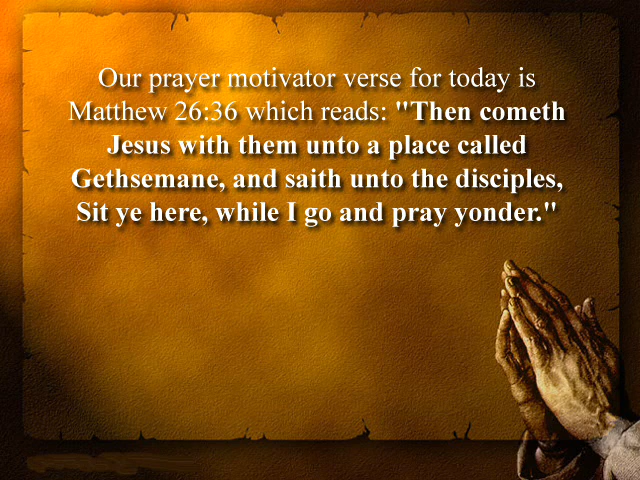 Our prayer motivator verse for today is
Matthew 26:36 which reads: "Then cometh
Jesus with them unto a place called
Gethsemane, and saith unto the disciples,
Sit ye here, while I go and pray yonder."